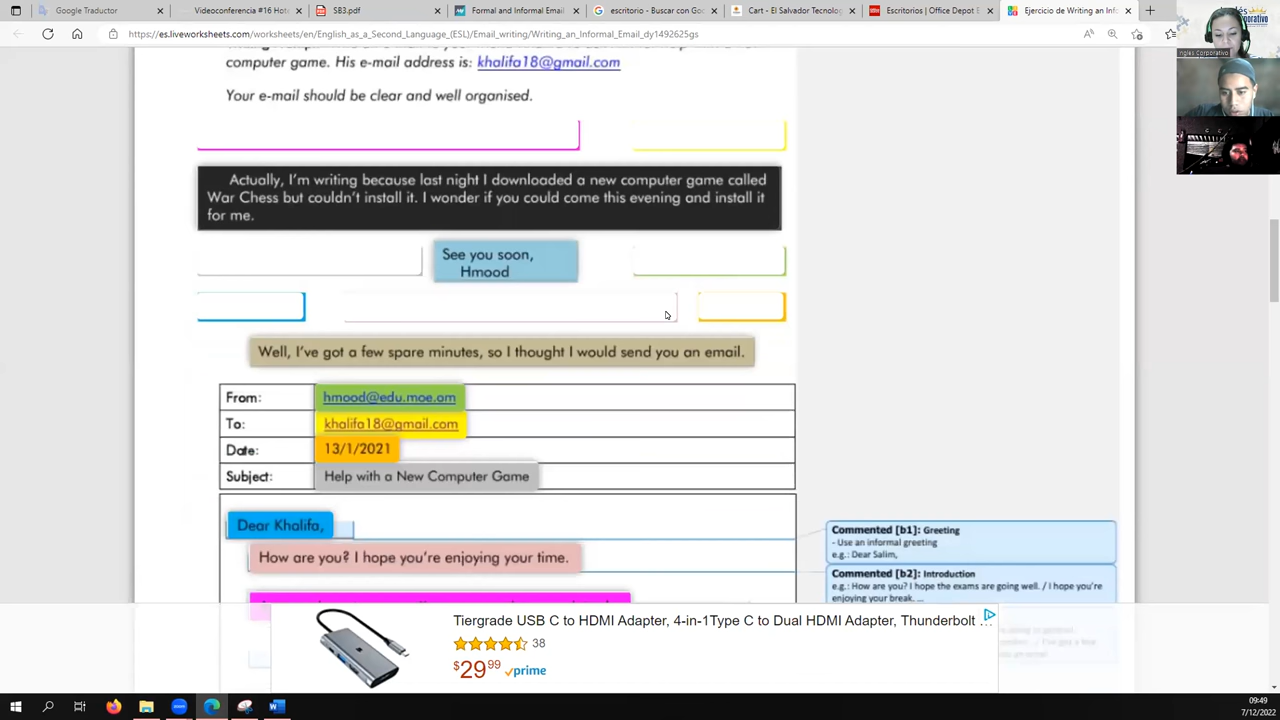 Google Traductor
Videoconferencia #16 Hote
SB3.pdf
Formal and Informal Email
escritorio - Buscar con Goo
Cart - El Salvador Tecnolog
Escritorios | Office Depot E
Ejercicio de Writing an Inf
https://es.liveworksheets.com/worksheets/en/English_as_a_Second_Language_(ESL)/Email_writing/Writing_an_Informal_Email_dy1492625gs
Ingles Corporativo
computer game. His e-mail address is: khalifa18@gmail.com
Your e-mail should be clear and well organised.
Actually, I'm writing because last night I downloaded a new computer game called
War Chess but couldn't install it. I wonder if you could come this evening and install it
for me.
See you soon,
Hmood
Well, I've got a few spare minutes, so I thought I would send you an email.
From: hmood@edu.moe.om
To: khalifa18@gmail.com
Date: 13/1/2021
Subject: Help with a New Computer Game
Dear Khalifa,
How are you? I hope you're enjoying your time.
Commented [b1]: Greeting
- Use an informal greeting
e.g.: Dear Salim,
Commented [b2]: Introduction
e.g.: How are you? I hope the exams are going well. / I hope you're
enjoying your break. ...
Tiergrade USB C to HDMI Adapter, 4-in-1Type C to Dual HDMI Adapter, Thunderbolt ...
38
$29 99 prime
09:49
7/12/2022